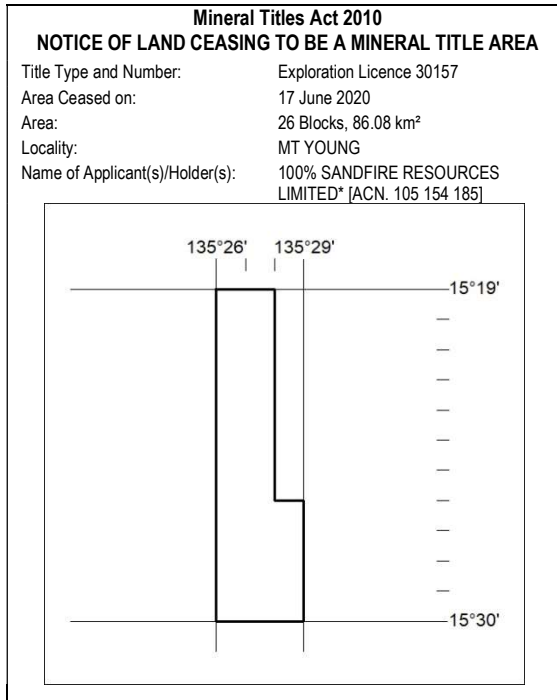 Mineral Titles Act 2010
NOTICE OF LAND CEASING TO BE A MINERAL TITLE AREA
Title Type and Number: Exploration Licence 30157
Area Ceased on: 17 June 2020
Area: 26 Blocks, 86.08 km²
Locality: MT YOUNG
Name of Applicant(s)/Holder(s): 100% SANDFIRE RESOURCES
LIMITED* [ACN. 105 154 185]
135°26' 135°29'
15°19'
15°30'